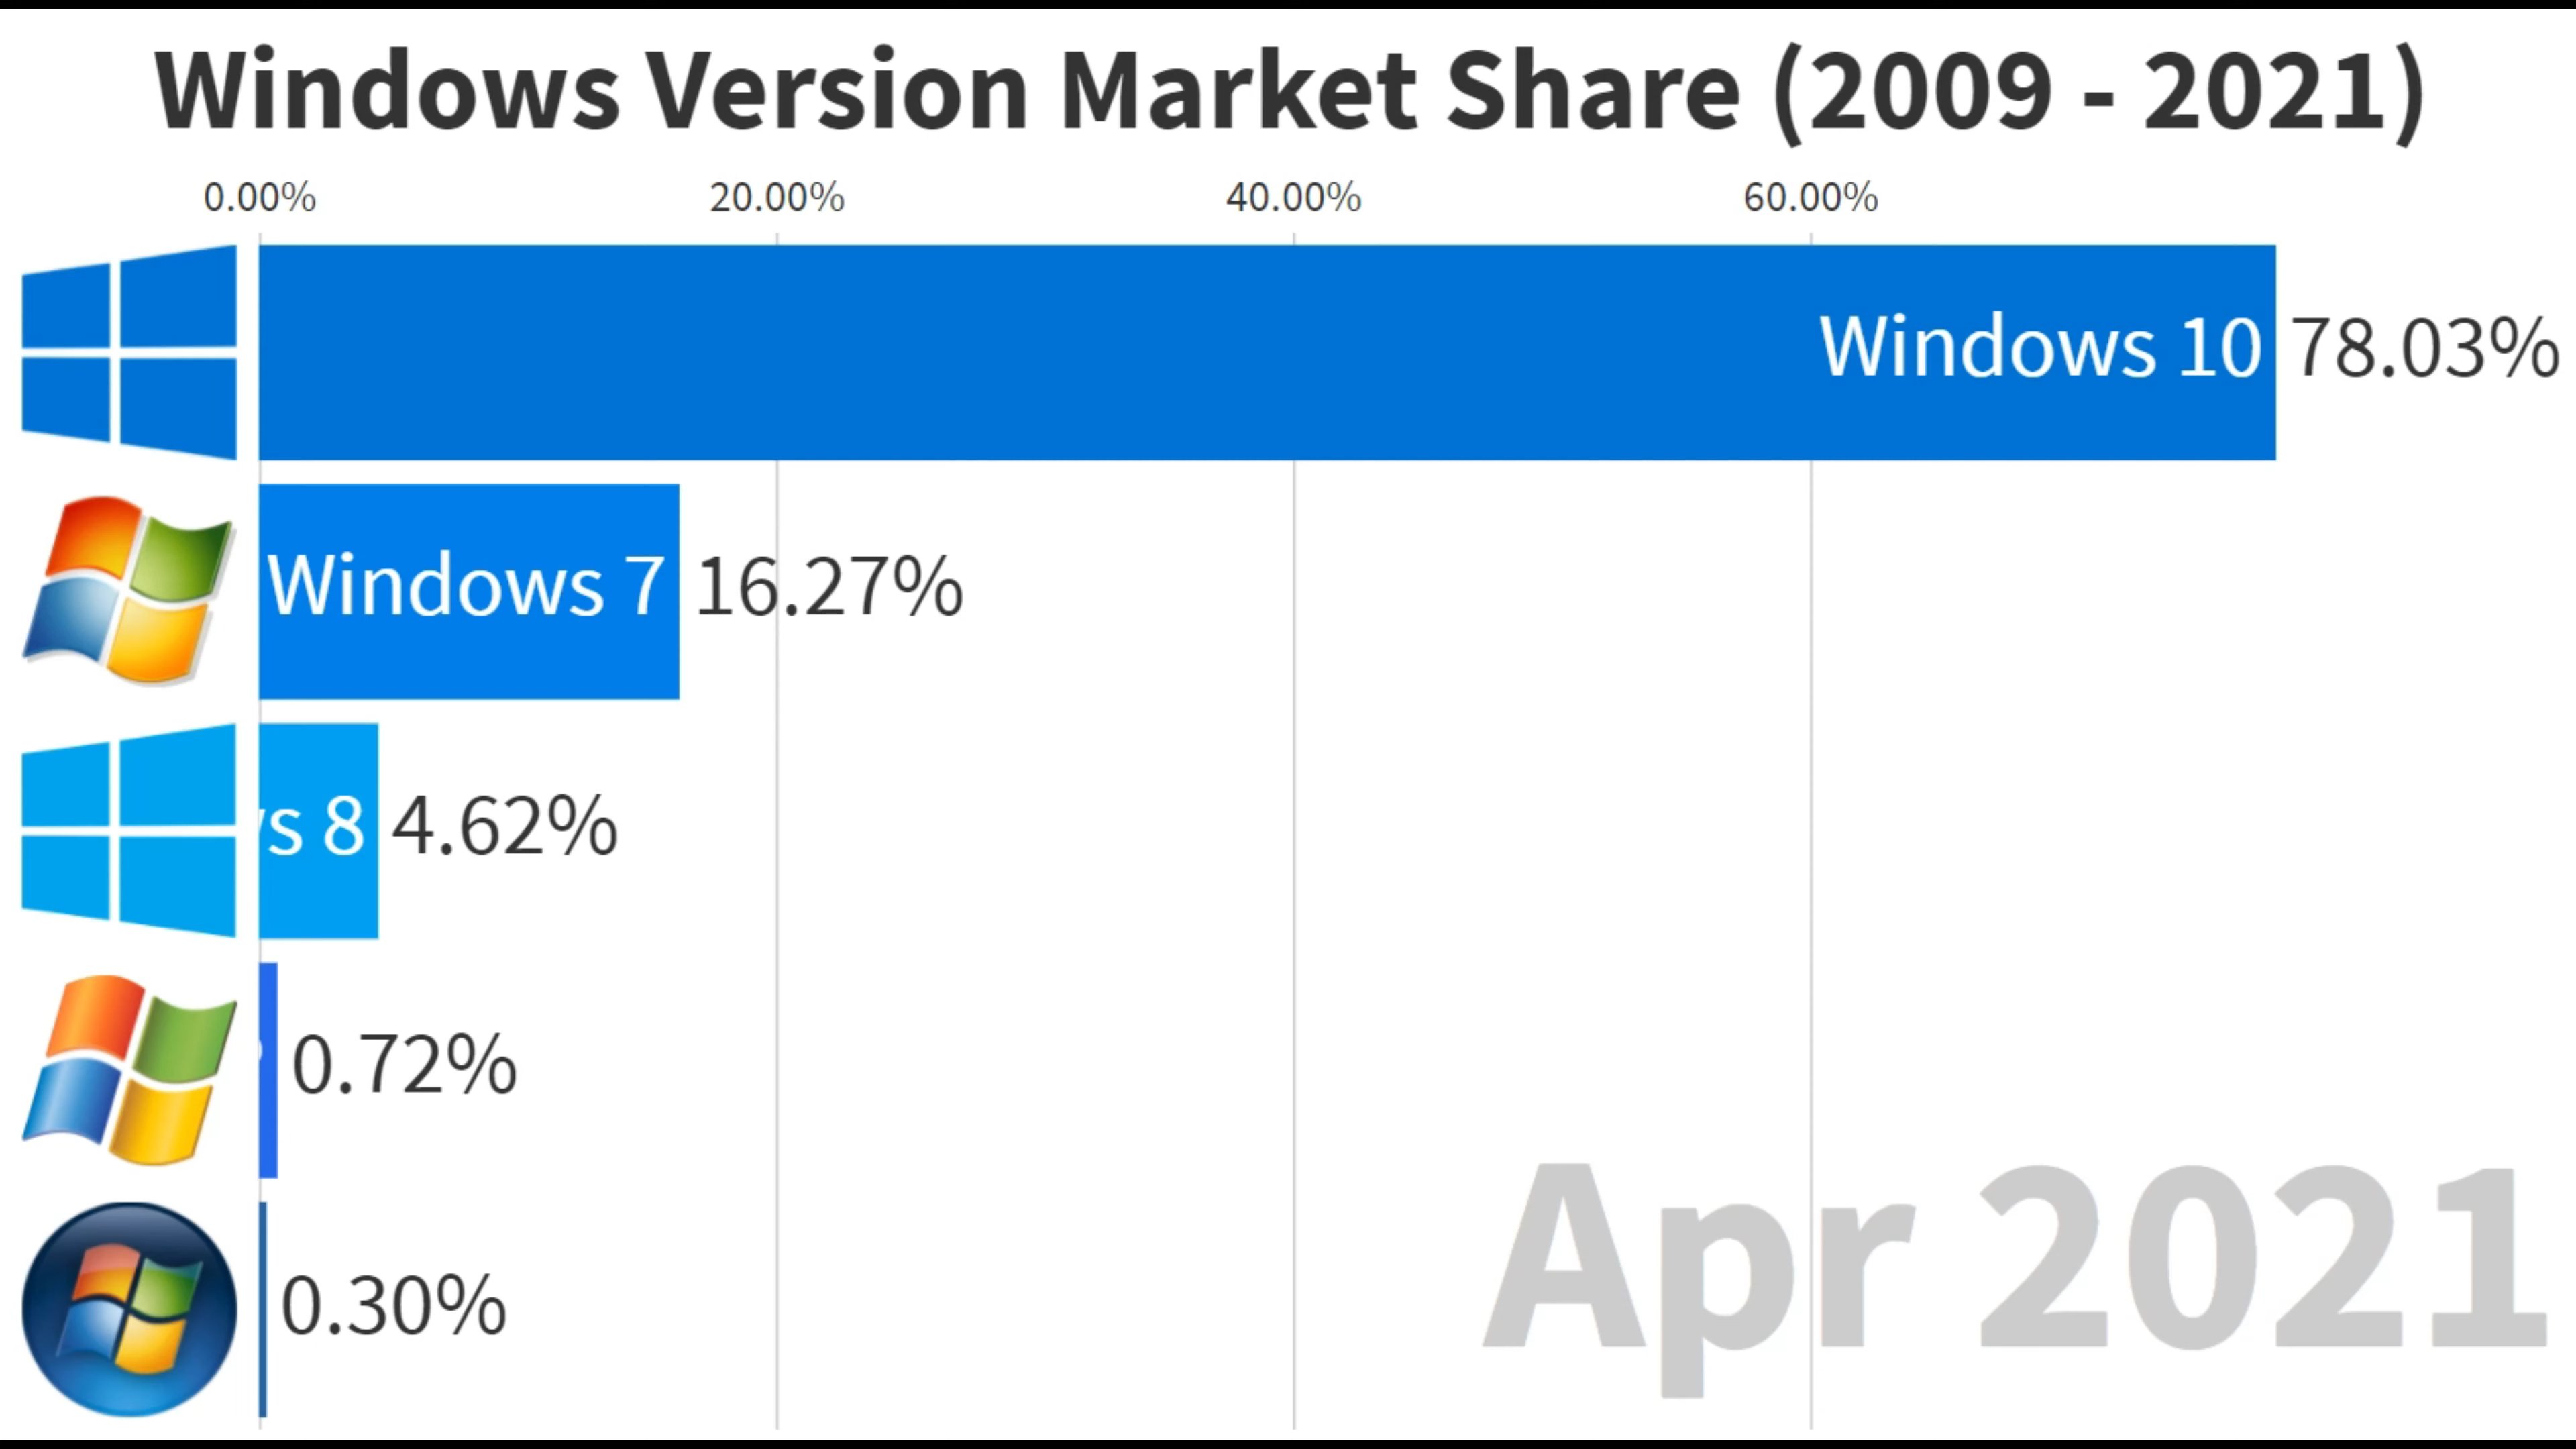 Windows Version Market Share (2009 - 2021)
0.00% 20.00% 40.00% 60.00%
Windows 10 78.03%
Windows 7 16.27%
s 8 4.62%
0.72%
0.30%
Apr 2021